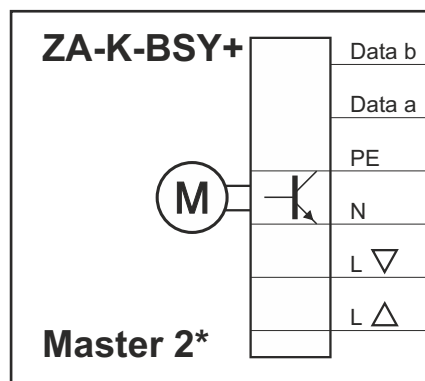 ZA-K-BSY+
Data b
Data a
PE
M
N
L ▽
L △
Master 2*